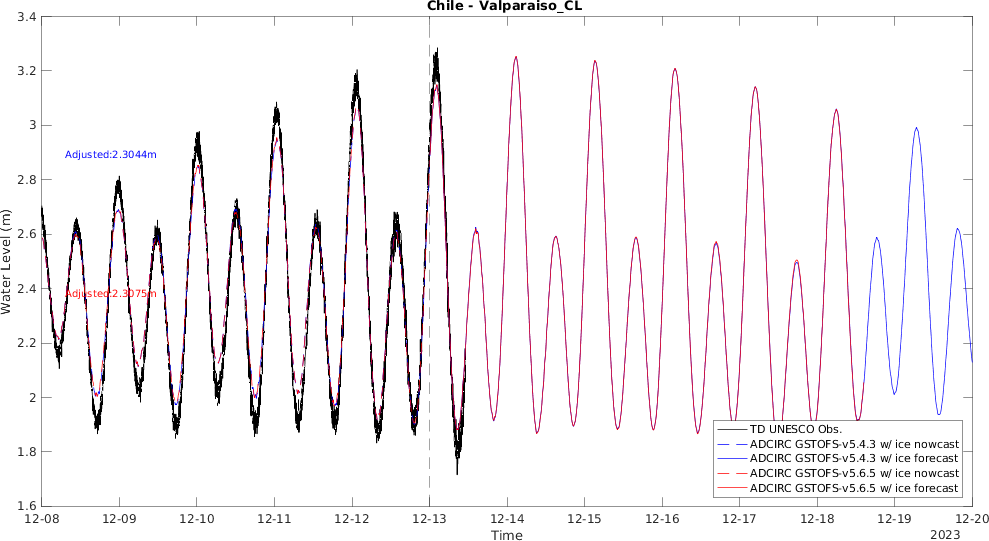 Chile - Valparaiso_CL
3.4
3.2
3
2.8
2.6
2.4
2.2
2
1.8
1.6
Water Level (m)
Adjusted:2.3044m
Adjusted:2.3075m
TD UNESCO Obs.
ADCIRC GSTOFS-v5.4.3 w/ ice nowcast
ADCIRC GSTOFS-v5.4.3 w/ ice forecast
ADCIRC GSTOFS-v5.6.5 w/ ice nowcast
ADCIRC GSTOFS-v5.6.5 w/ ice forecast
12-08 12-09 12-10 12-11 12-12 12-13 12-14 12-15 12-16 12-17 12-18 12-19 12-20
Time
2023